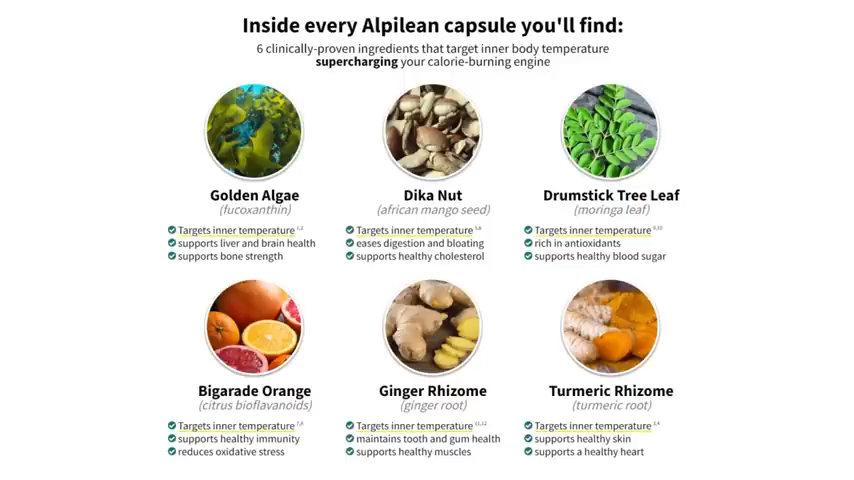 Inside every Alpilean capsule you'll find:
6 clinically-proven ingredients that target inner body temperature
supercharging your calorie-burning engine
Golden Algae
(fucoxanthin)
Targets inner temperature 1,2
supports liver and brain health
supports bone strength
Dika Nut
(african mango seed)
Targets inner temperature
eases digestion and bloating
supports healthy cholesterol
Drumstick Tree Leaf
(moringa leaf)
Targets inner temperature
rich in antioxidants
supports healthy blood sugar
Bigarade Orange
(citrus bioflavanoids)
Targets inner temperature
supports healthy immunity
reduces oxidative stress
Ginger Rhizome
(ginger root)
Targets inner temperature 11,12
maintains tooth and gum health
supports healthy muscles
Turmeric Rhizome
(turmeric root)
Targets inner temperature
supports healthy skin
supports a healthy heart